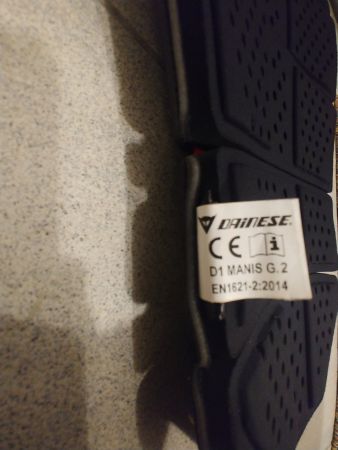 DAINESE®
CE i
D1 MANIS G.2
EN1621-2:2014